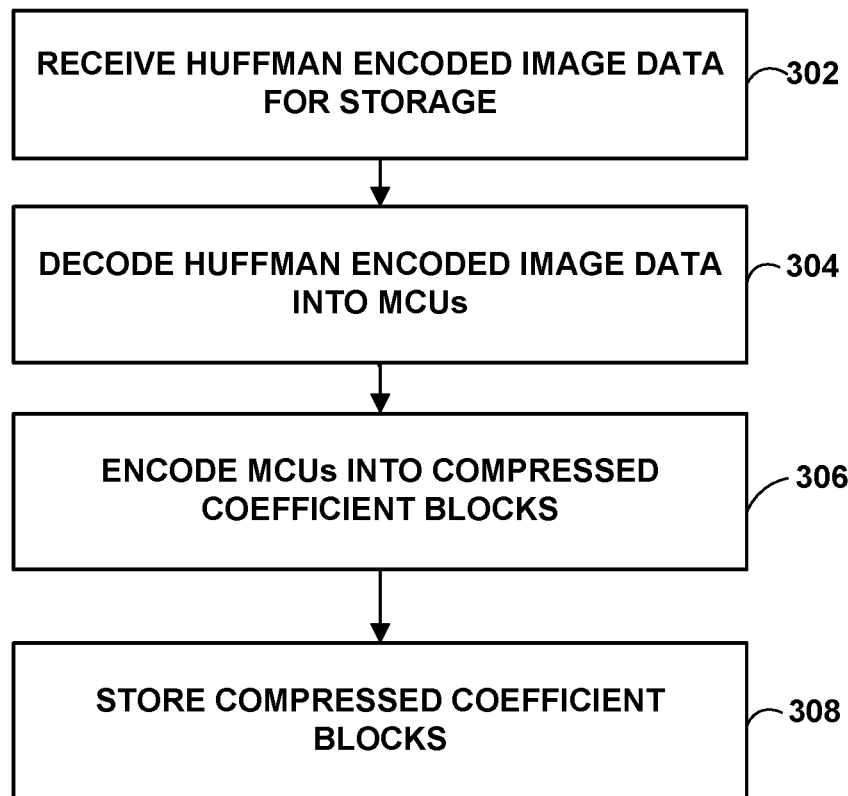 RECEIVE HUFFMAN ENCODED IMAGE DATA
FOR STORAGE
302
DECODE HUFFMAN ENCODED IMAGE DATA
INTO MCUs
304
ENCODE MCUs INTO COMPRESSED
COEFFICIENT BLOCKS
306
STORE COMPRESSED COEFFICIENT
BLOCKS
308